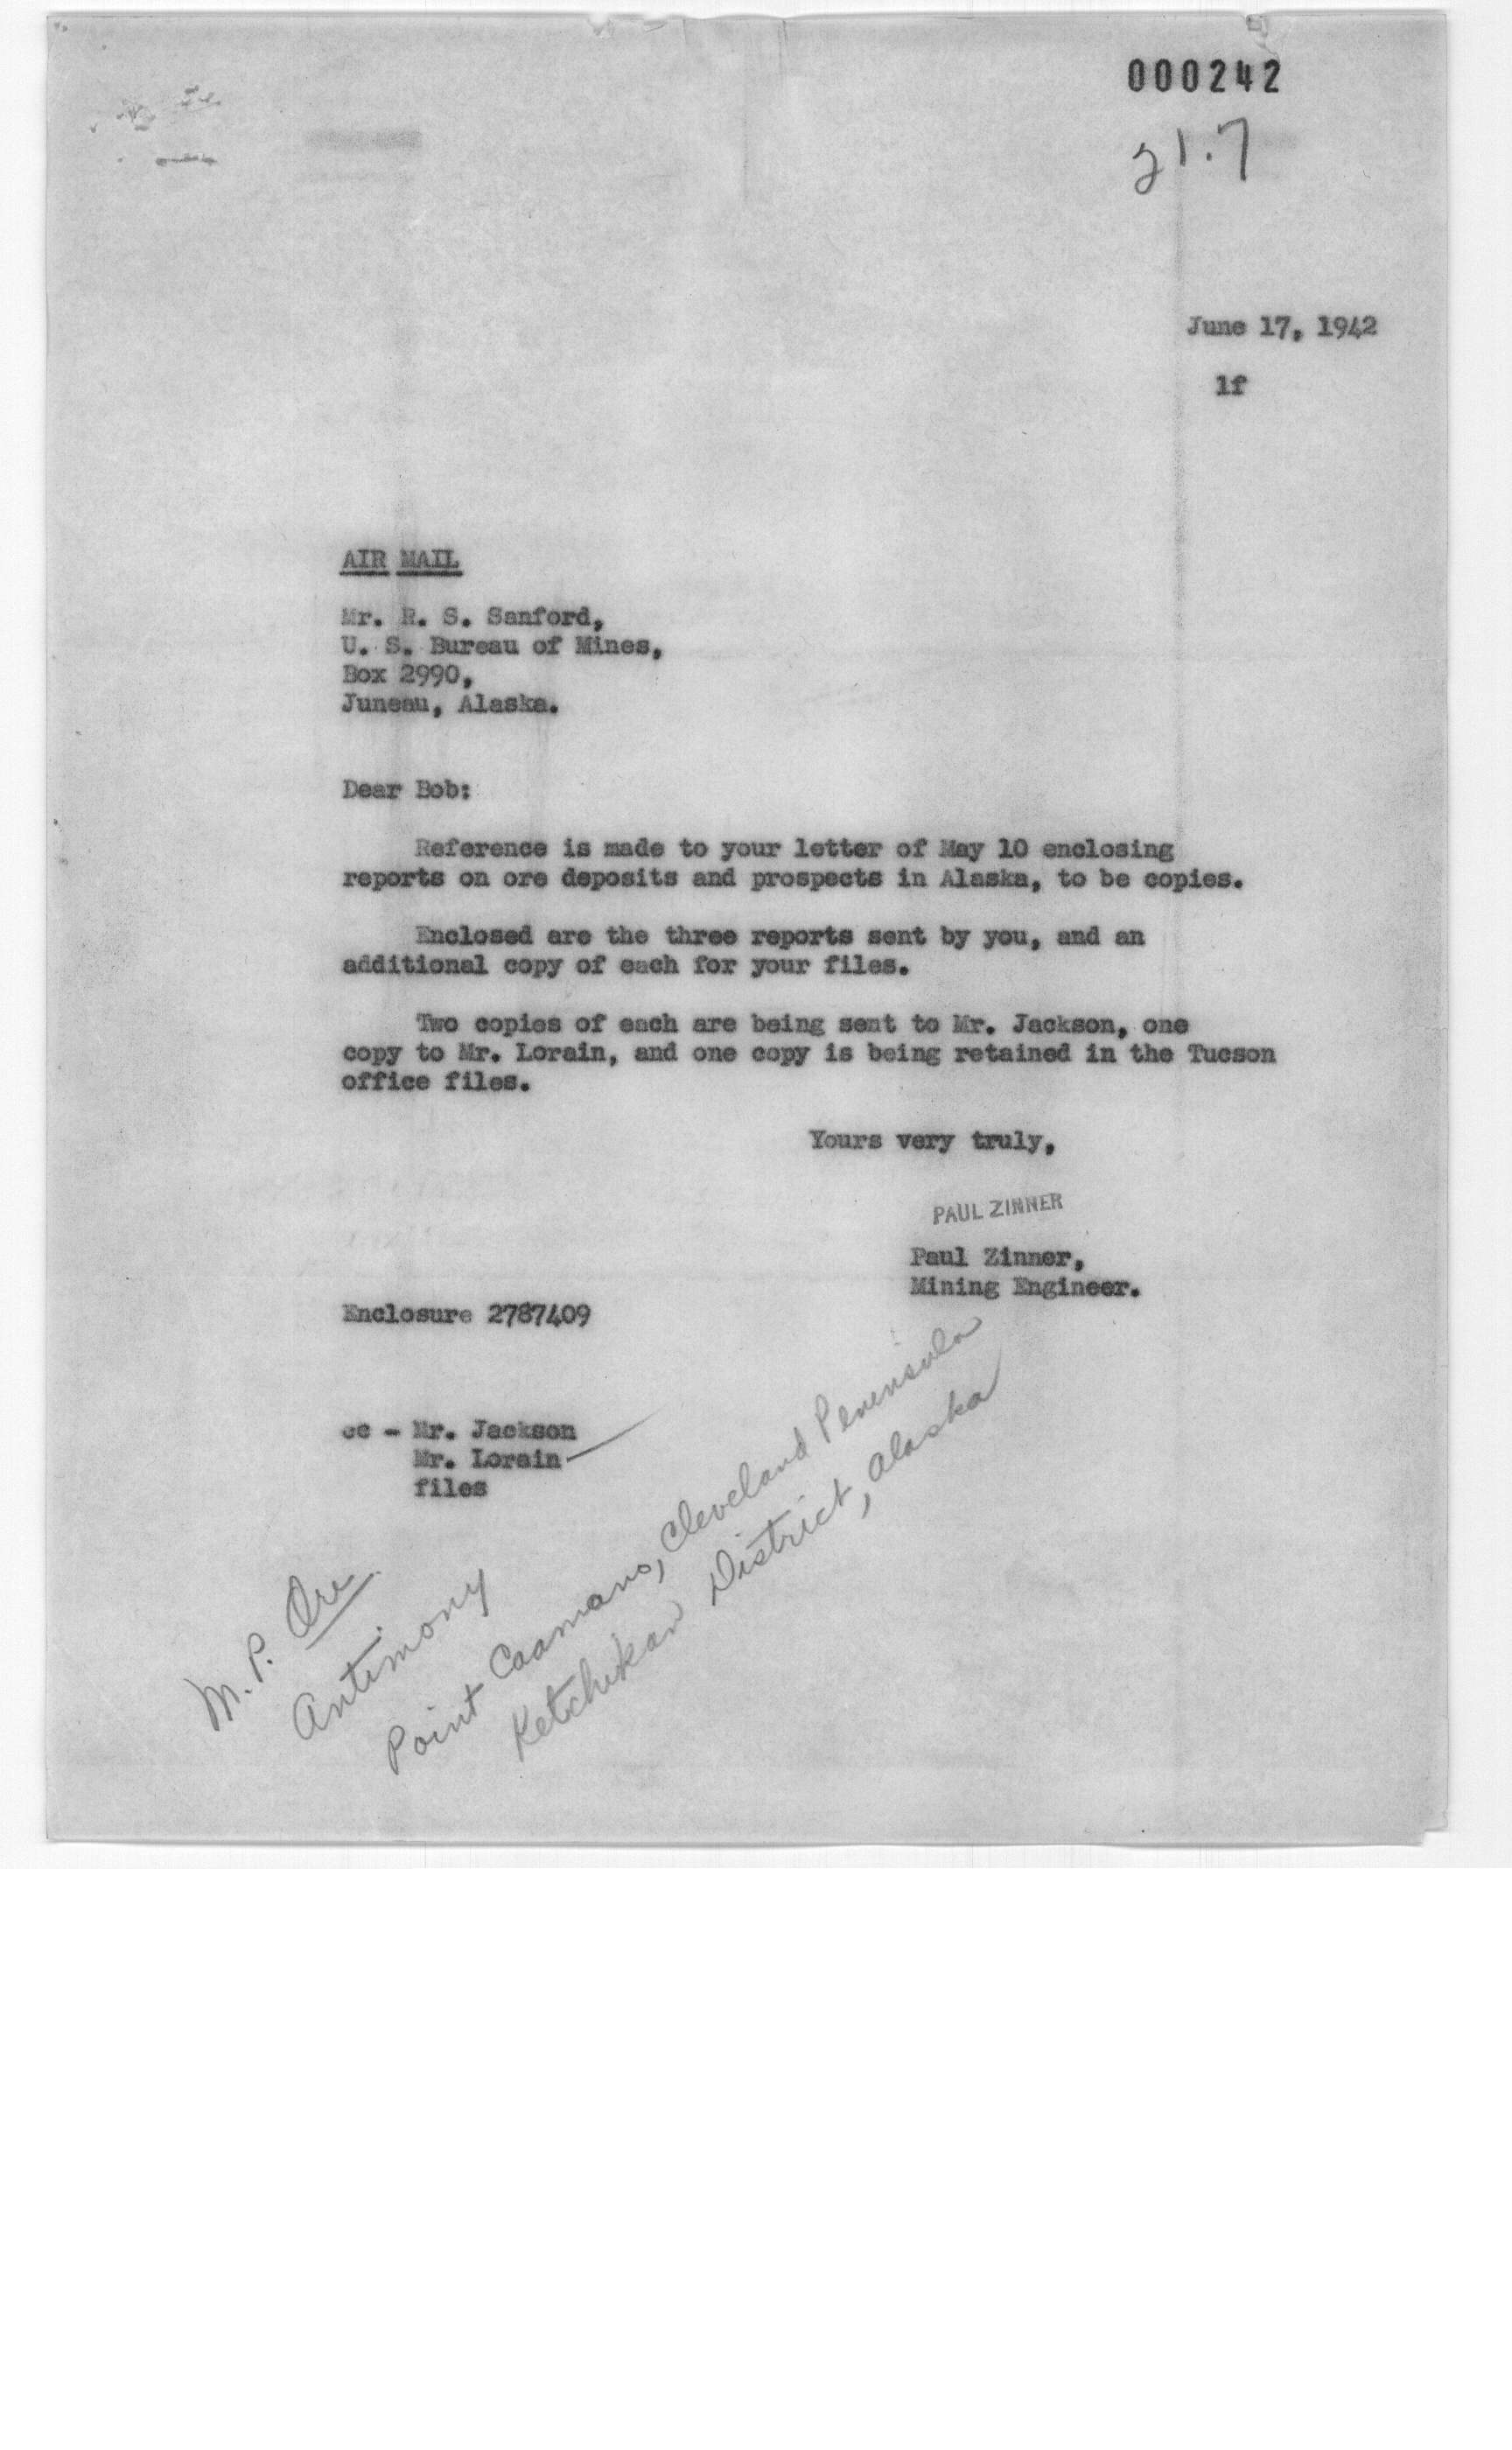 000242
21.7
June 17, 1942
lf
AIR MAIL
Mr. R. S. Sanford,
U. S. Bureau of Mines,
Box 2990,
Juneau, Alaska.
Dear Bob:
Reference is made to your letter of May 10 enclosing
reports on ore deposits and prospects in Alaska, to be copies.
Enclosed are the three reports sent by you, and an
additional copy of each for your files.
Two copies of each are being sent to Mr. Jackson, one
copy to Mr. Lorain, and one copy is being retained in the Tucson
office files.
Yours very truly,
PAUL ZINNER
Paul Zinner,
Mining Engineer.
Enclosure 2787409
cc - Mr. Jackson
Mr. Lorain
files
M. P. Ore
Antimony
Point Caamano, Cleveland Peninsula
Ketchikan District, Alaska